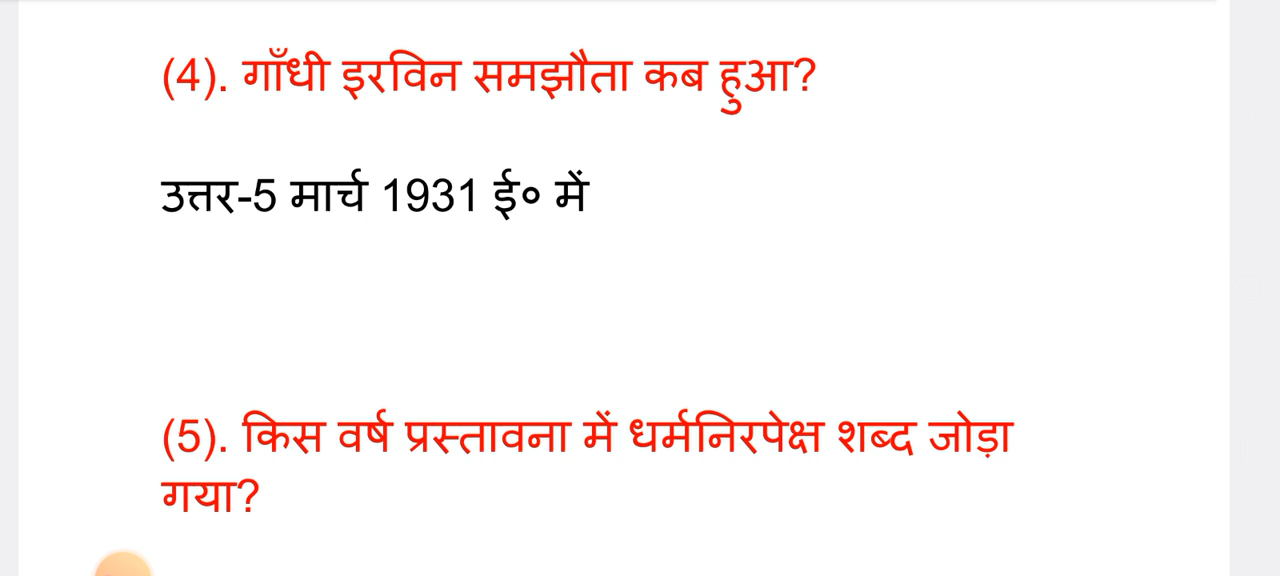 (4). गाँधी इरविन समझौता कब हुआ?
उत्तर-5 मार्च 1931 ई० में
(5). किस वर्ष प्रस्तावना में धर्मनिरपेक्ष शब्द जोड़ा
गया?